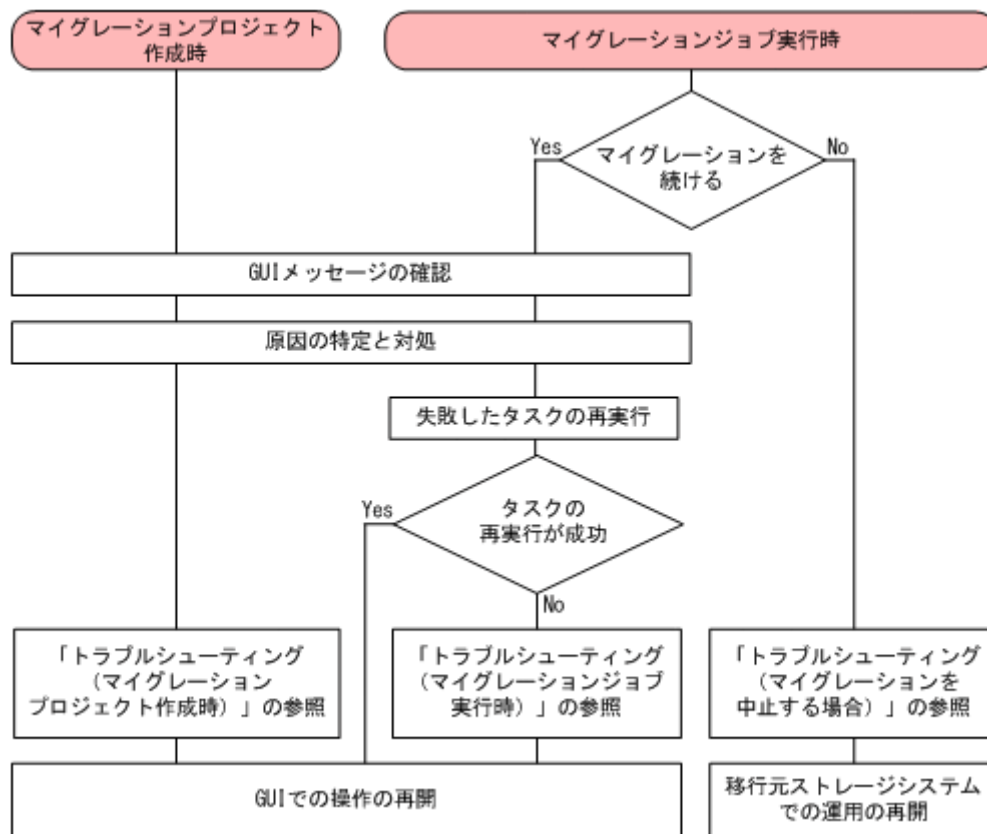 マイグレーションプロジェクト
作成時
マイグレーションジョブ実行時
Yes
マイグレーションを
続ける
No
GUIメッセージの確認
原因の特定と対処
失敗したタスクの再実行
Yes
タスクの
再実行が成功
No
「トラブルシューティング
（マイグレーション
プロジェクト作成時）」の参照
「トラブルシューティング
（マイグレーションジョブ
実行時）」の参照
「トラブルシューティング
（マイグレーションを
中止する場合）」の参照
GUIでの操作の再開
移行元ストレージシステム
での運用の再開